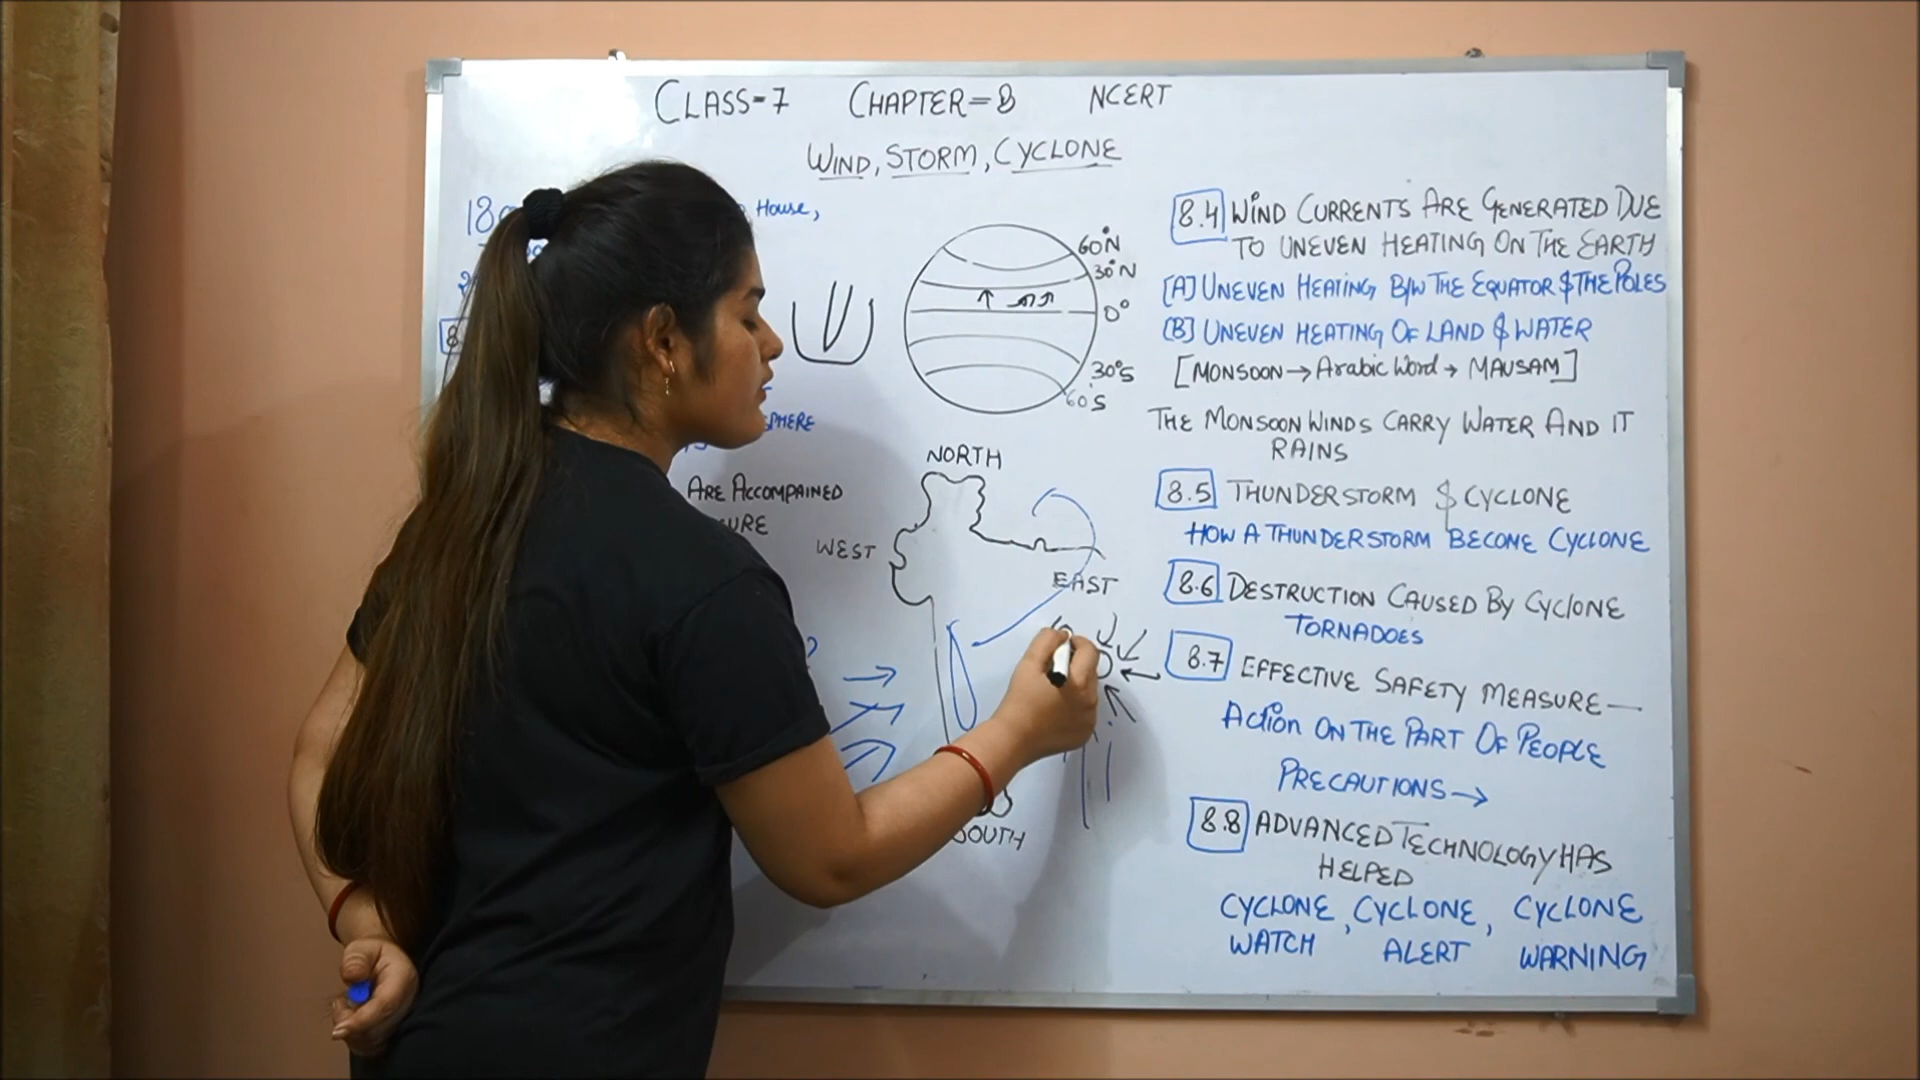 CLASS-7 CHAPTER=8 NCERT
WIND, STORM, CYCLONE
HOUSE,
SPHERE
ARE ACCOMPAINED
60°N
30°N
0°
30°S
60°S
NORTH
WEST
EAST
SOUTH
8.4 WIND CURRENTS ARE GENERATED DUE
TO UNEVEN HEATING ON THE EARTH
[A] UNEVEN HEATING B/W THE EQUATOR & THE POLES
[B] UNEVEN HEATING OF LAND & WATER
[MONSOON → Arabic Word → MAUSAM]
THE MONSOON WINDS CARRY WATER AND IT
RAINS
8.5 THUNDERSTORM & CYCLONE
HOW A THUNDERSTORM BECOME CYCLONE
8.6 DESTRUCTION CAUSED BY CYCLONE
TORNADOES
8.7 EFFECTIVE SAFETY MEASURE—
ACTION ON THE PART OF PEOPLE
PRECAUTIONS →
8.8 ADVANCED TECHNOLOGY HAS
HELPED
CYCLONE, CYCLONE, CYCLONE
WATCH ALERT WARNING